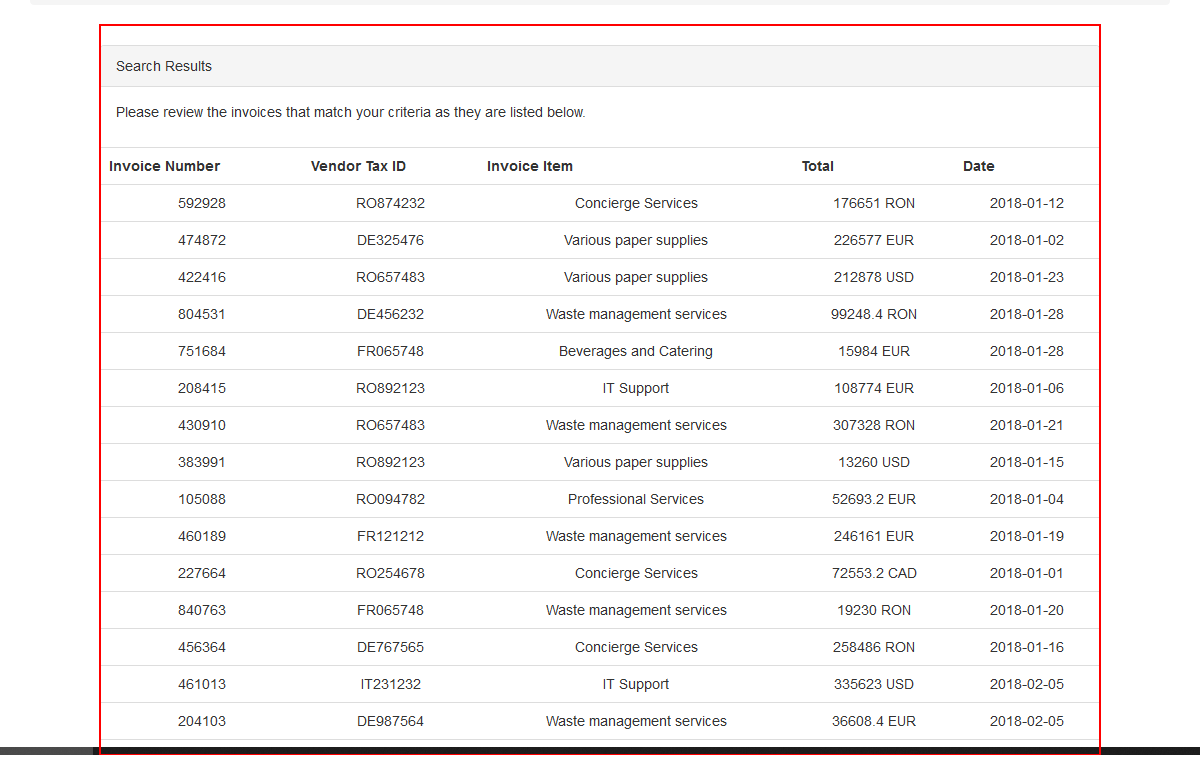 Search Results
Please review the invoices that match your criteria as they are listed below.
Invoice Number Vendor Tax ID Invoice Item Total Date
592928 RO874232 Concierge Services 176651 RON 2018-01-12
474872 DE325476 Various paper supplies 226577 EUR 2018-01-02
422416 RO657483 Various paper supplies 212878 USD 2018-01-23
804531 DE456232 Waste management services 99248.4 RON 2018-01-28
751684 FR065748 Beverages and Catering 15984 EUR 2018-01-28
208415 RO892123 IT Support 108774 EUR 2018-01-06
430910 RO657483 Waste management services 307328 RON 2018-01-21
383991 RO892123 Various paper supplies 13260 USD 2018-01-15
105088 RO094782 Professional Services 52693.2 EUR 2018-01-04
460189 FR121212 Waste management services 246161 EUR 2018-01-19
227664 RO254678 Concierge Services 72553.2 CAD 2018-01-01
840763 FR065748 Waste management services 19230 RON 2018-01-20
456364 DE767565 Concierge Services 258486 RON 2018-01-16
461013 IT231232 IT Support 335623 USD 2018-02-05
204103 DE987564 Waste management services 36608.4 EUR 2018-02-05